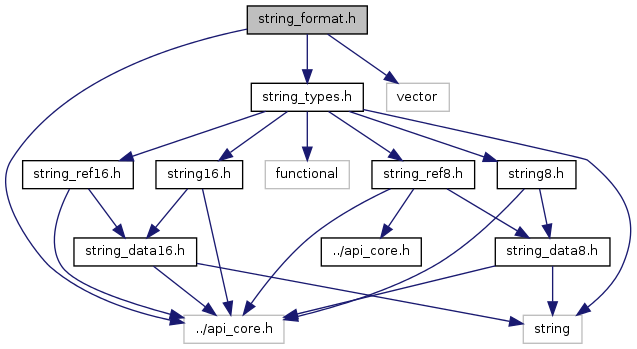 string_format.h
string_types.h
vector
string_ref16.h
string16.h
functional
string_ref8.h
string8.h
string_data16.h
../api_core.h
string_data8.h
../api_core.h
string